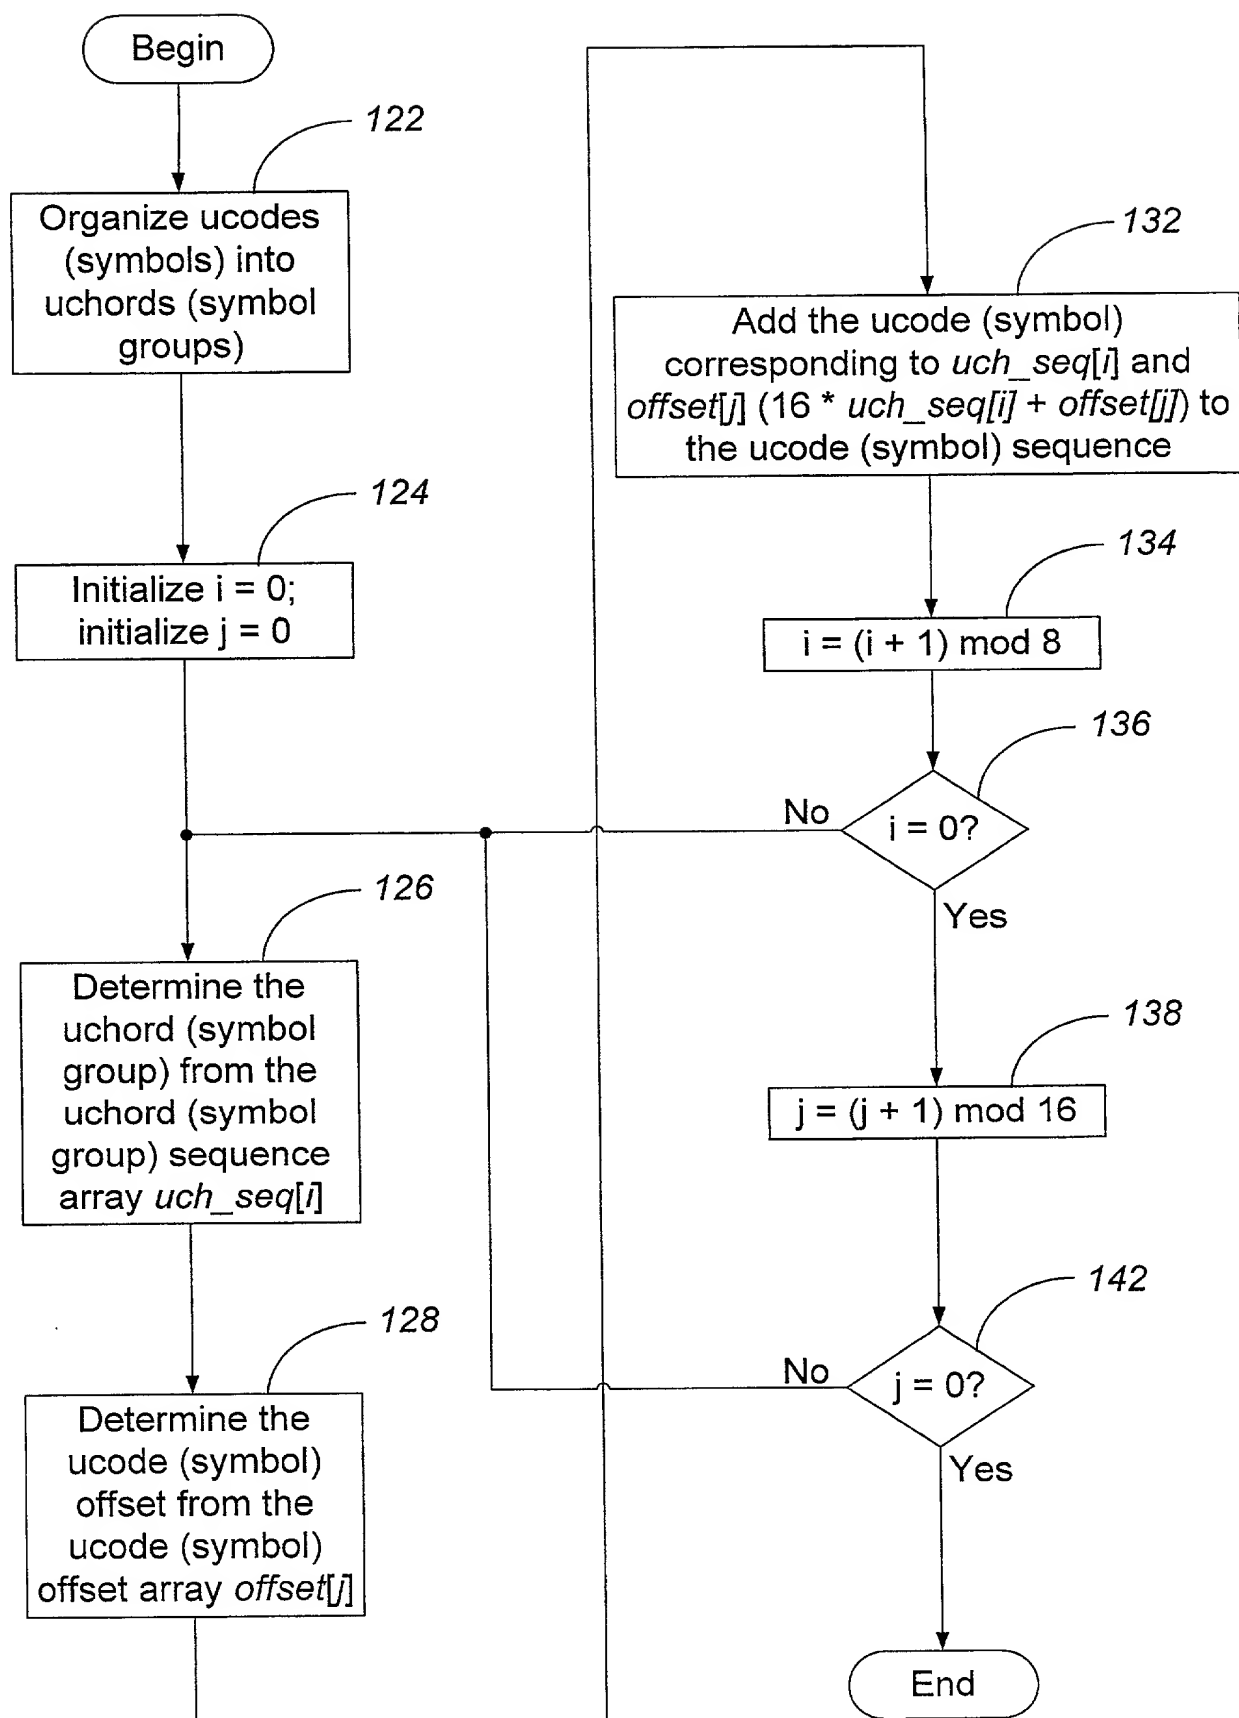 Begin
122
Organize ucodes
(symbols) into
uchords (symbol
groups)
124
Initialize i = 0;
initialize j = 0
126
Determine the
uchord (symbol
group) from the
uchord (symbol
group) sequence
array uch_seq[i]
128
Determine the
ucode (symbol)
offset from the
ucode (symbol)
offset array offset[j]
132
Add the ucode (symbol)
corresponding to uch_seq[i] and
offset[j] (16 * uch_seq[i] + offset[j]) to
the ucode (symbol) sequence
134
i = (i + 1) mod 8
136
No
i = 0?
Yes
138
j = (j + 1) mod 16
142
No
j = 0?
Yes
End